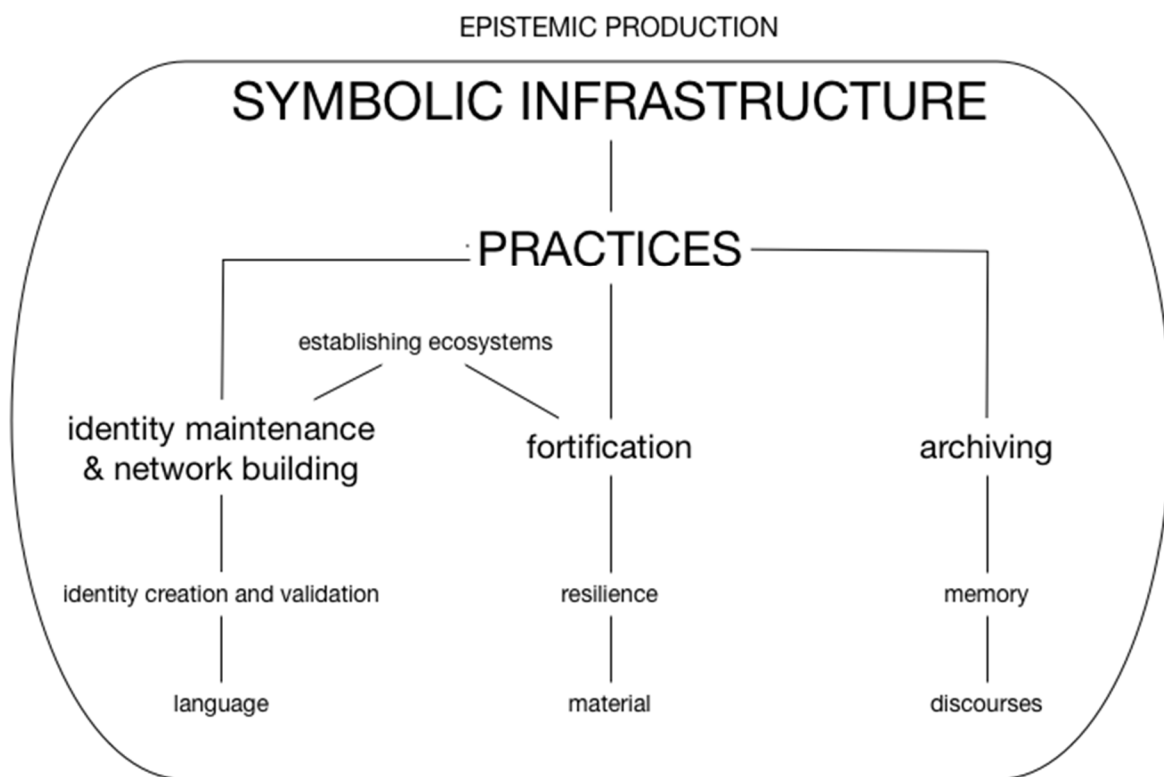 EPISTEMIC PRODUCTION
SYMBOLIC INFRASTRUCTURE
PRACTICES
establishing ecosystems
identity maintenance
& network building
fortification
archiving
identity creation and validation
resilience
memory
language
material
discourses